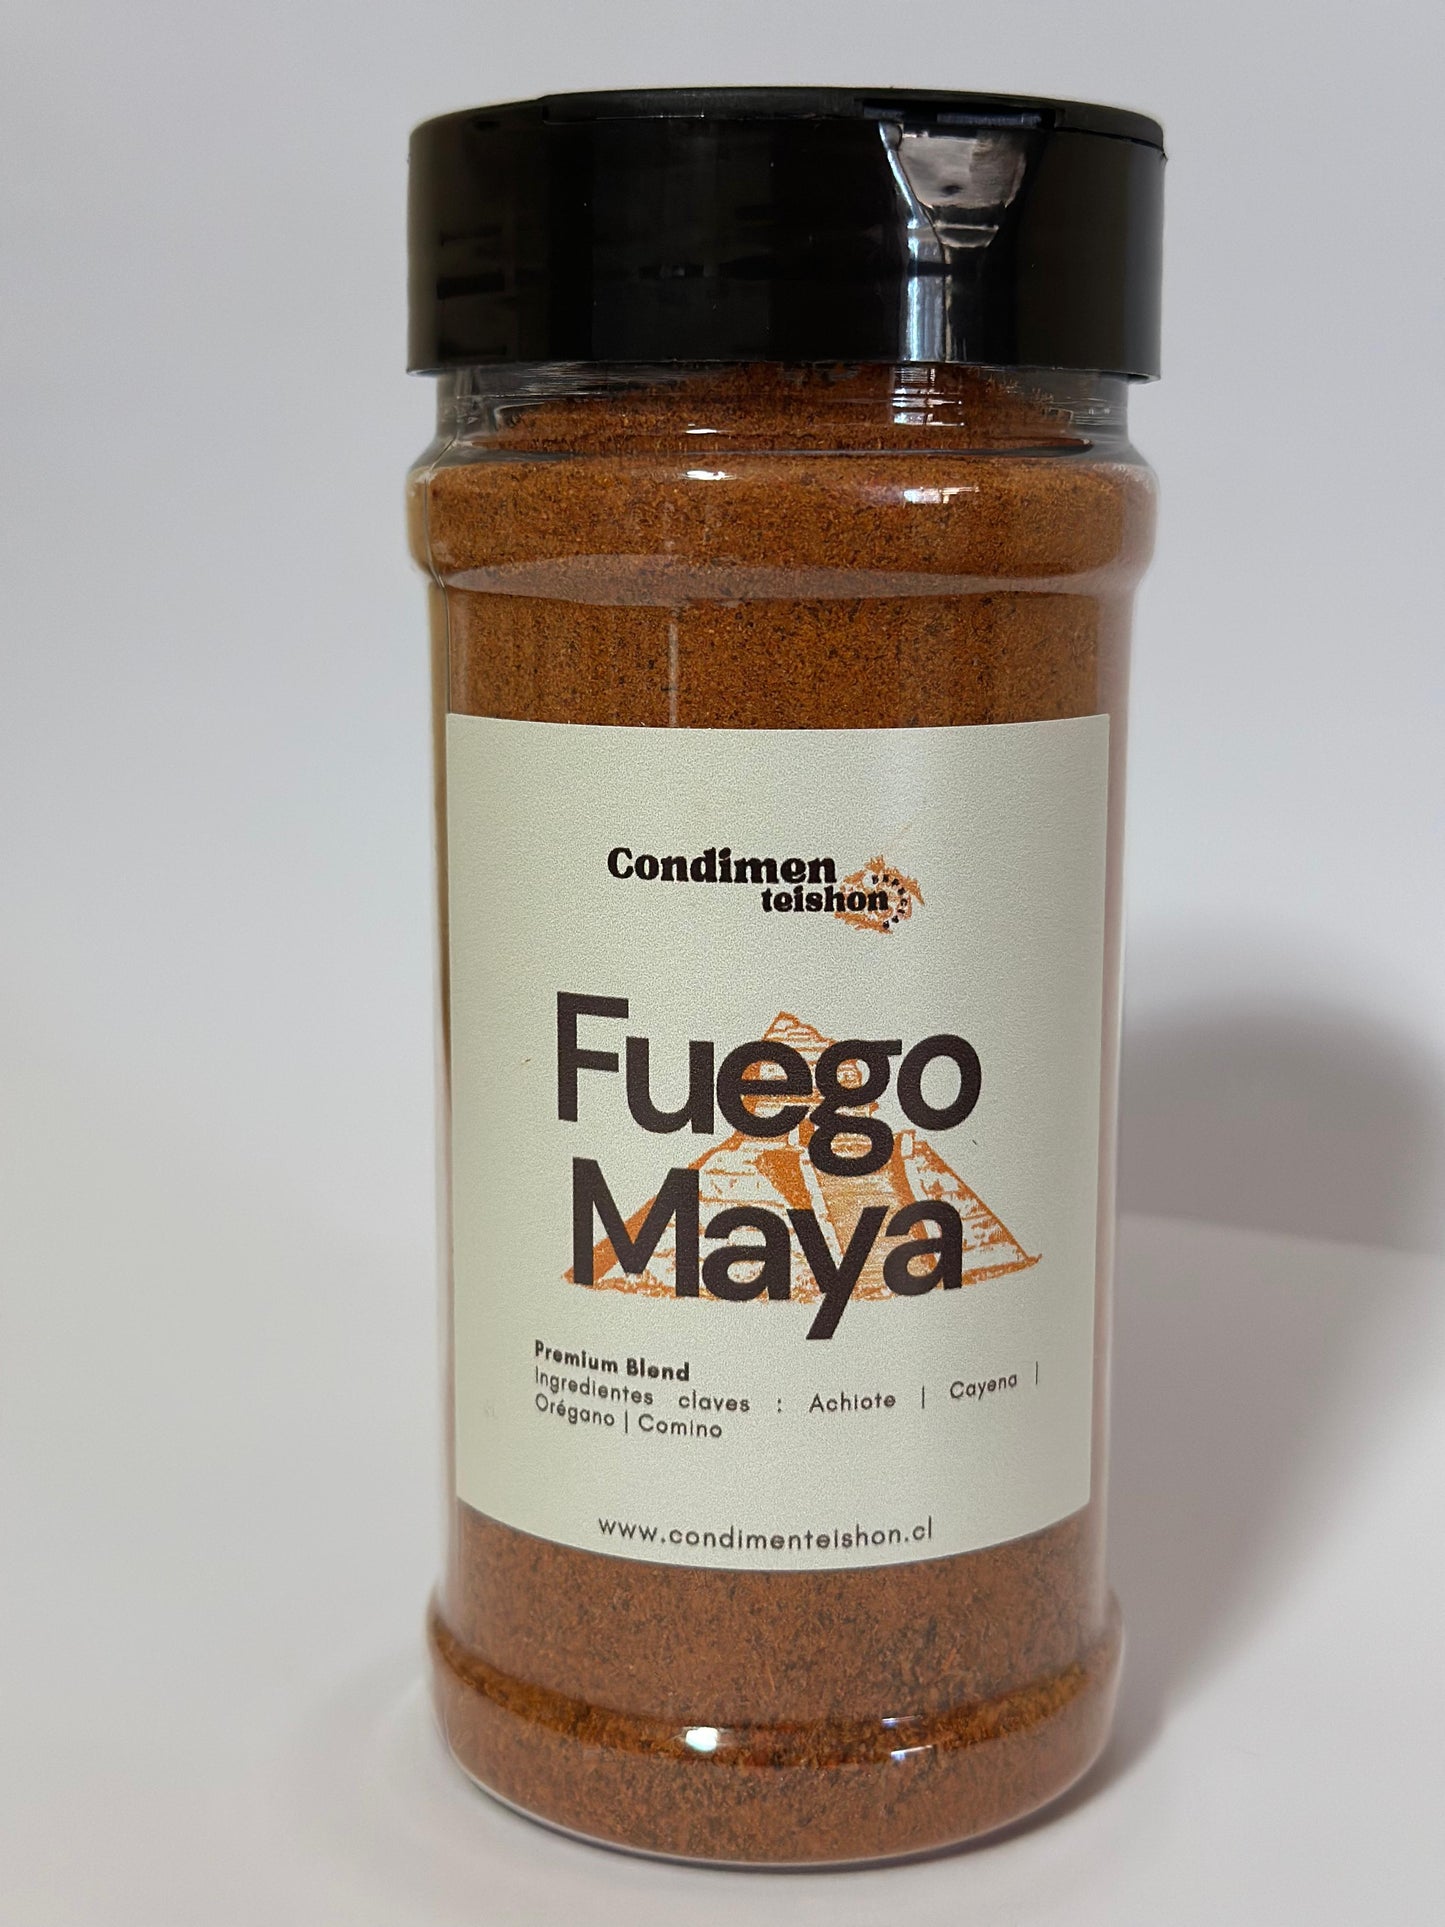 Condimen
teishon
Fuego
Maya
Premium Blend
Ingredientes claves : Achiote | Cayena |
Orégano | Comino
www.condimenteishon.cl